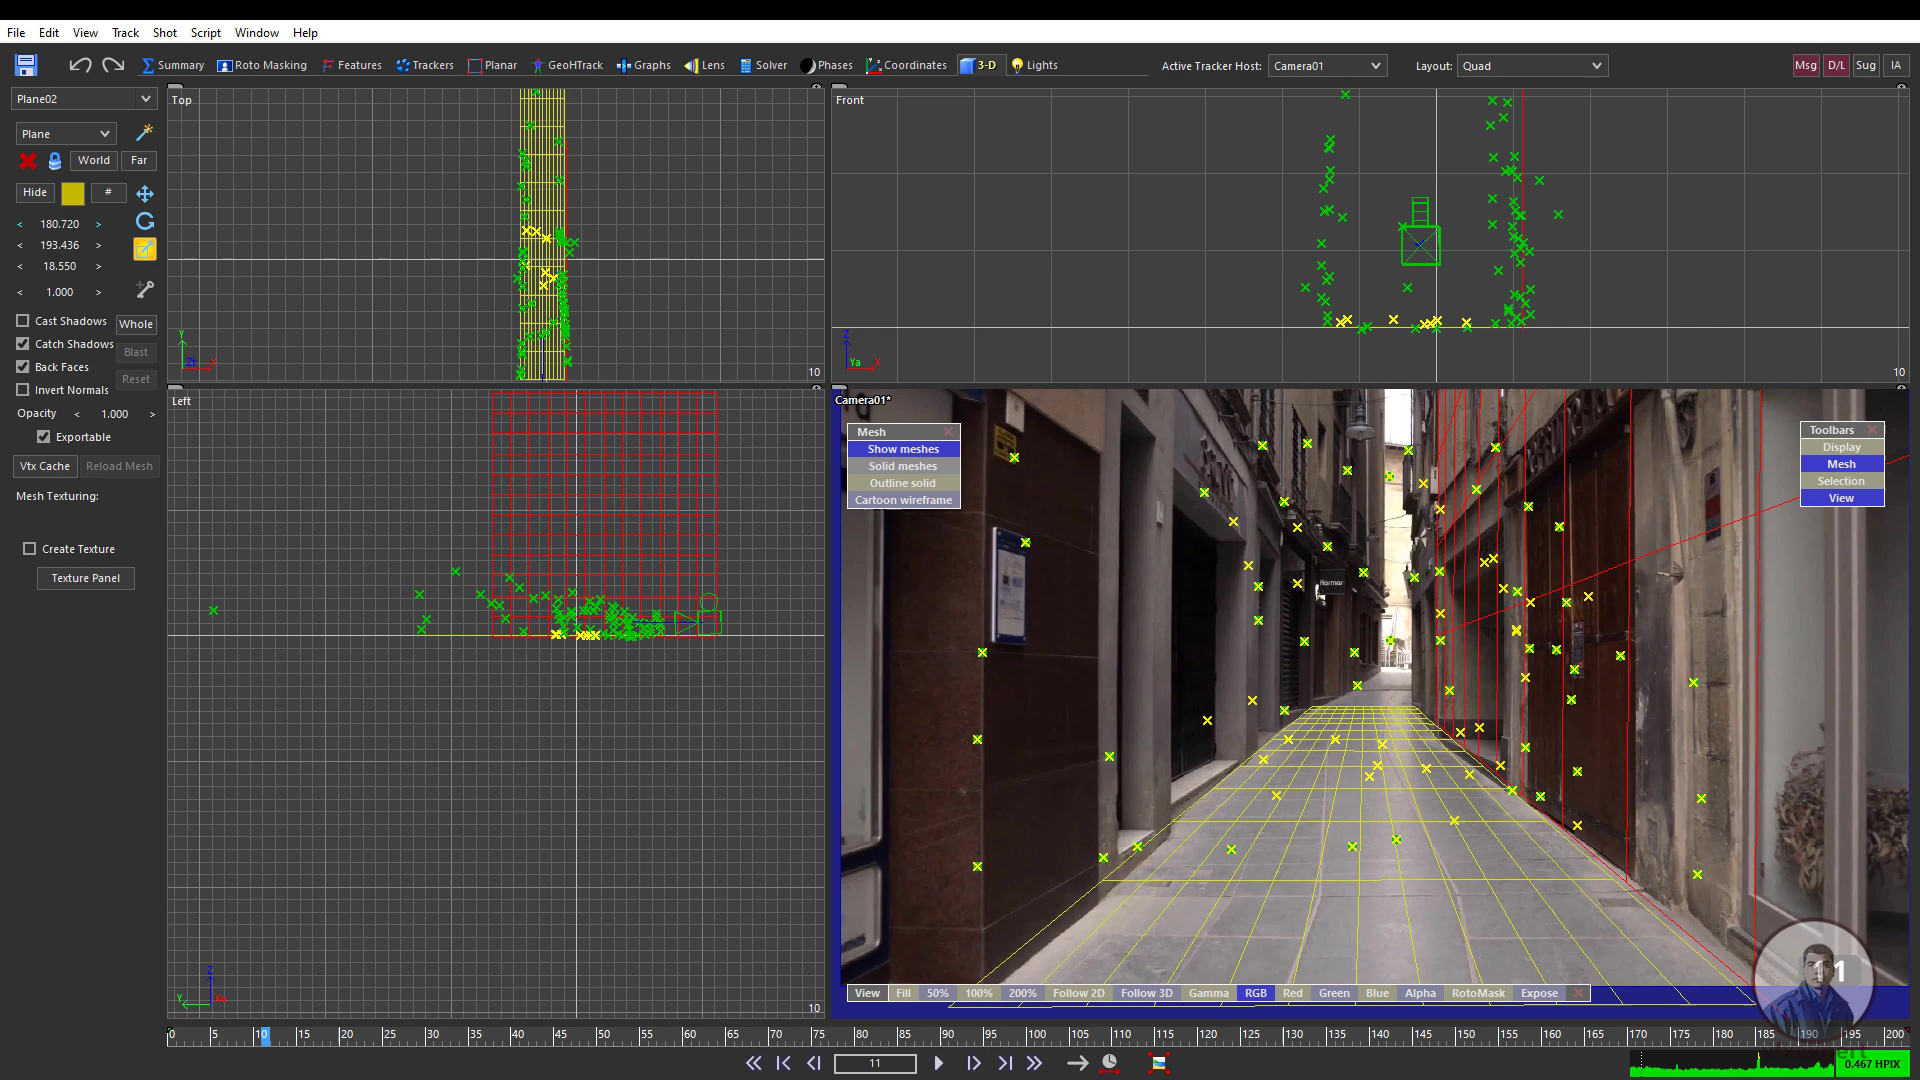 File Edit View Track Shot Script Window Help
Summary Roto Masking Features Trackers Planar GeoHTrack Graphs Lens Solver Phases Coordinates 3-D Lights Active Tracker Host: Camera01 Layout: Quad Msg D/L Sug IA
Plane02
Plane
World Far
Hide #
< 180.720 >
< 193.436 >
< 18.550 >
< 1.000 >
Cast Shadows Whole
Catch Shadows Blast
Back Faces Reset
Invert Normals
Opacity < 1.000 >
Exportable
Vtx Cache Reload Mesh
Mesh Texturing:
Create Texture
Texture Panel
Top
Y X
10
Front
Z Ya X
10
Left
Z Y
10
Camera01*
Mesh
Show meshes
Solid meshes
Outline solid
Cartoon wireframe
Toolbars
Display
Mesh
Selection
View
flormar
11
View Fill 50% 100% 200% Follow 2D Follow 3D Gamma RGB Red Green Blue Alpha RotoMask Expose
0 5 10 15 20 25 30 35 40 45 50 55 60 65 70 75 80 85 90 95 100 105 110 115 120 125 130 135 140 145 150 155 160 165 170 175 180 185 190 195 200
11
0.467 HPIX